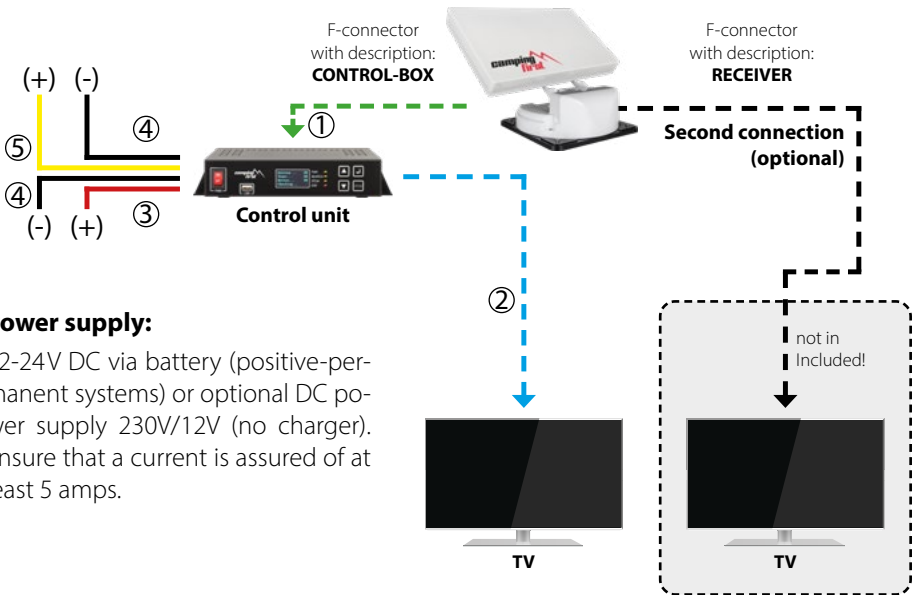 F-connector
with description:
CONTROL-BOX
F-connector
with description:
RECEIVER
camping
first
(+) (-)
④
①
⑤
④
③
(-) (+)
Control unit
Second connection
(optional)
②
not in
Included!
ower supply:
2-24V DC via battery (positive-per-
manent systems) or optional DC po-
wer supply 230V/12V (no charger).
nsure that a current is assured of at
east 5 amps.
TV
TV